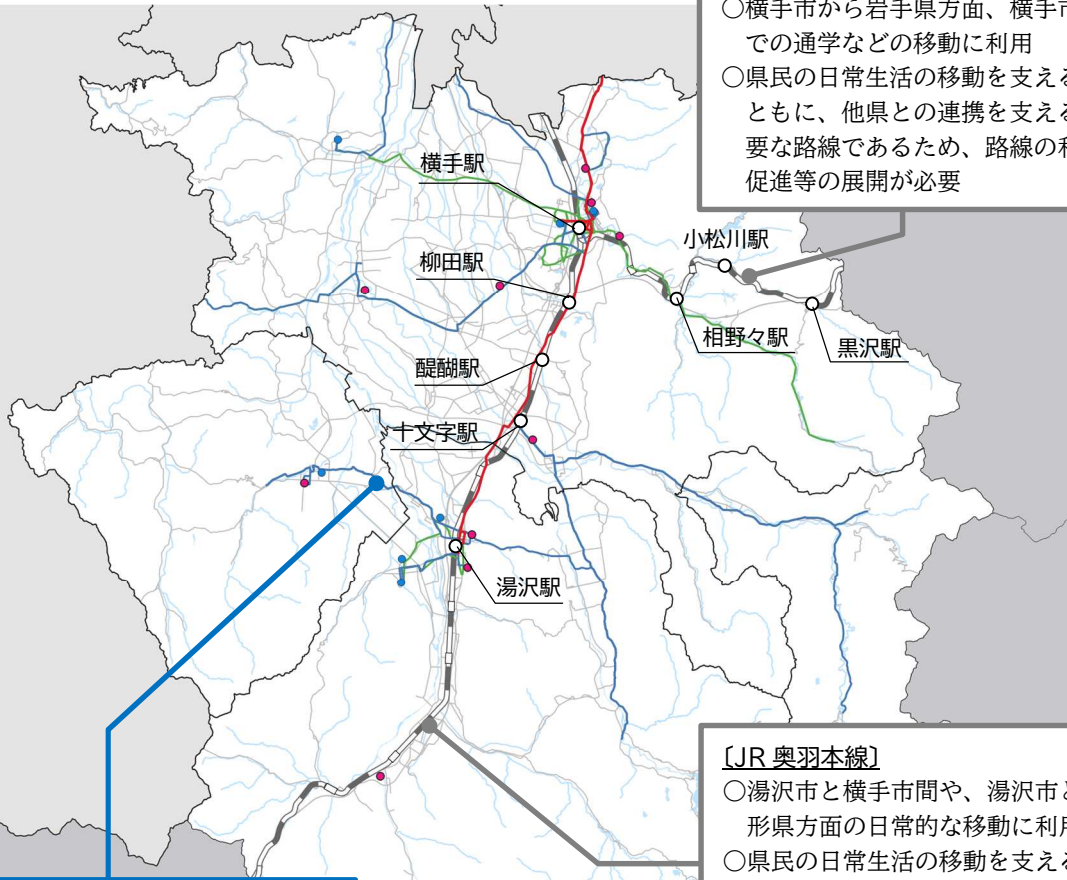 ○横手市から岩手県方面、横手市
での通学などの移動に利用
○県民の日常生活の移動を支える
ともに、他県との連携を支える
要な路線であるため、路線の利
促進等の展開が必要
横手駅
小松川駅
柳田駅
相野々駅
黒沢駅
醍醐駅
十文字駅
湯沢駅
〔JR 奥羽本線〕
○湯沢市と横手市間や、湯沢市と
形県方面の日常的な移動に利用
○県民の日常生活の移動を支える